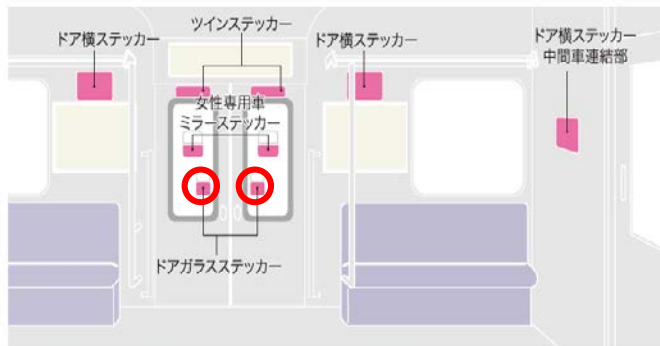 ツインステッカー
ドア横ステッカー
ドア横ステッカー
ドア横ステッカー
中間車連結部
女性専用車
ミラーステッカー
ドアガラスステッカー